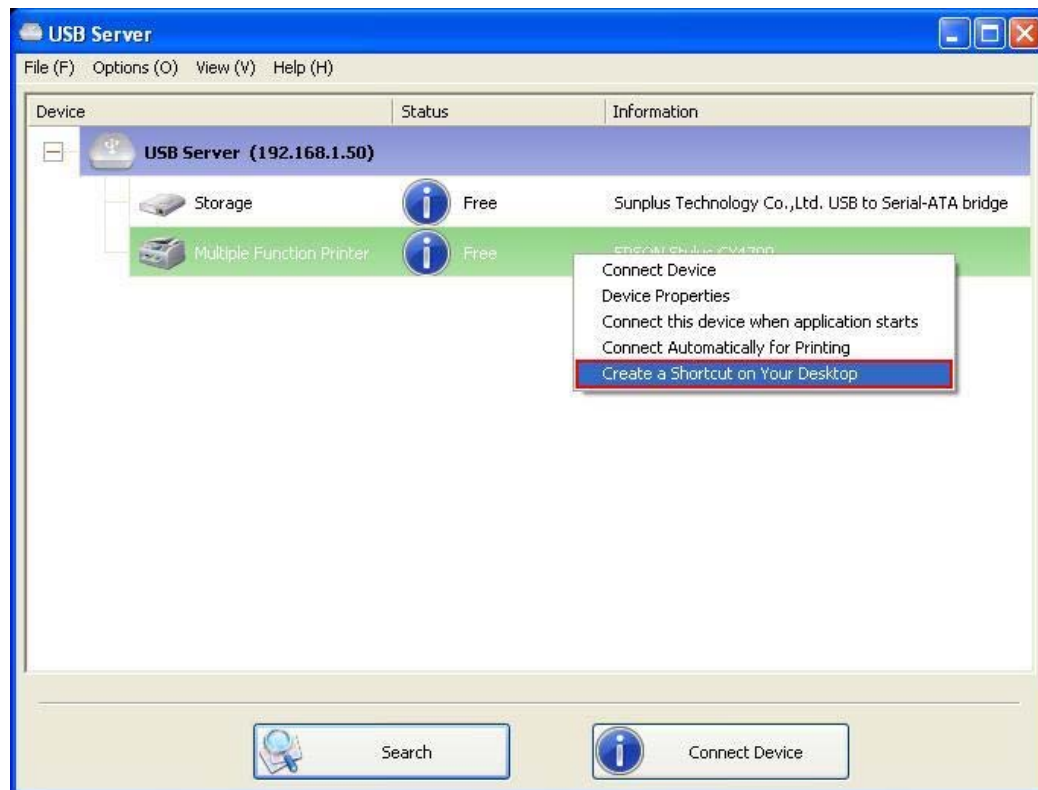 USB Server
File (F) Options (O) View (V) Help (H)
Device Status Information
USB Server (192.168.1.50)
Storage Free Sunplus Technology Co.,Ltd. USB to Serial-ATA bridge
Multiple Function Printer Free EPSON Stylus
Connect Device
Device Properties
Connect this device when application starts
Connect Automatically for Printing
Create a Shortcut on Your Desktop
Search Connect Device